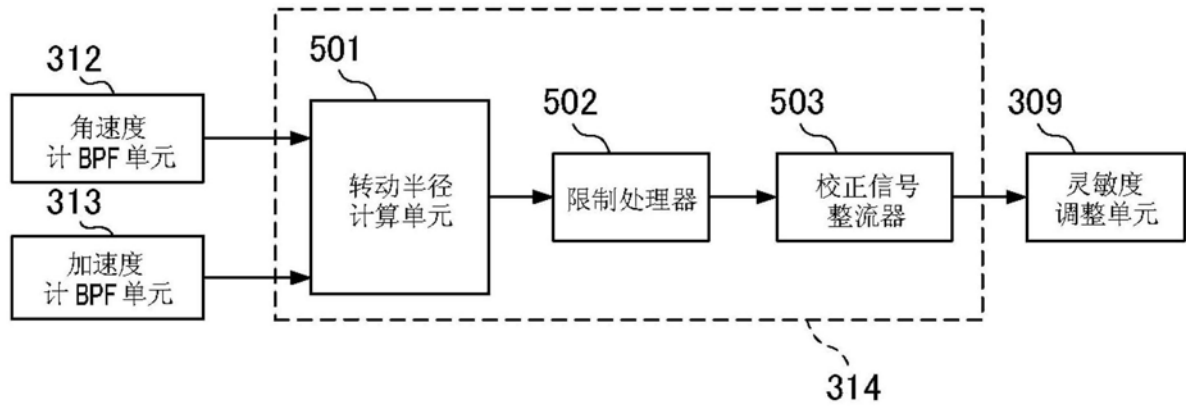 312
角速度
计 BPF 单元
313
加速度
计 BPF 单元
501
转动半径
计算单元
502
限制处理器
503
校正信号
整流器
309
灵敏度
调整单元
314